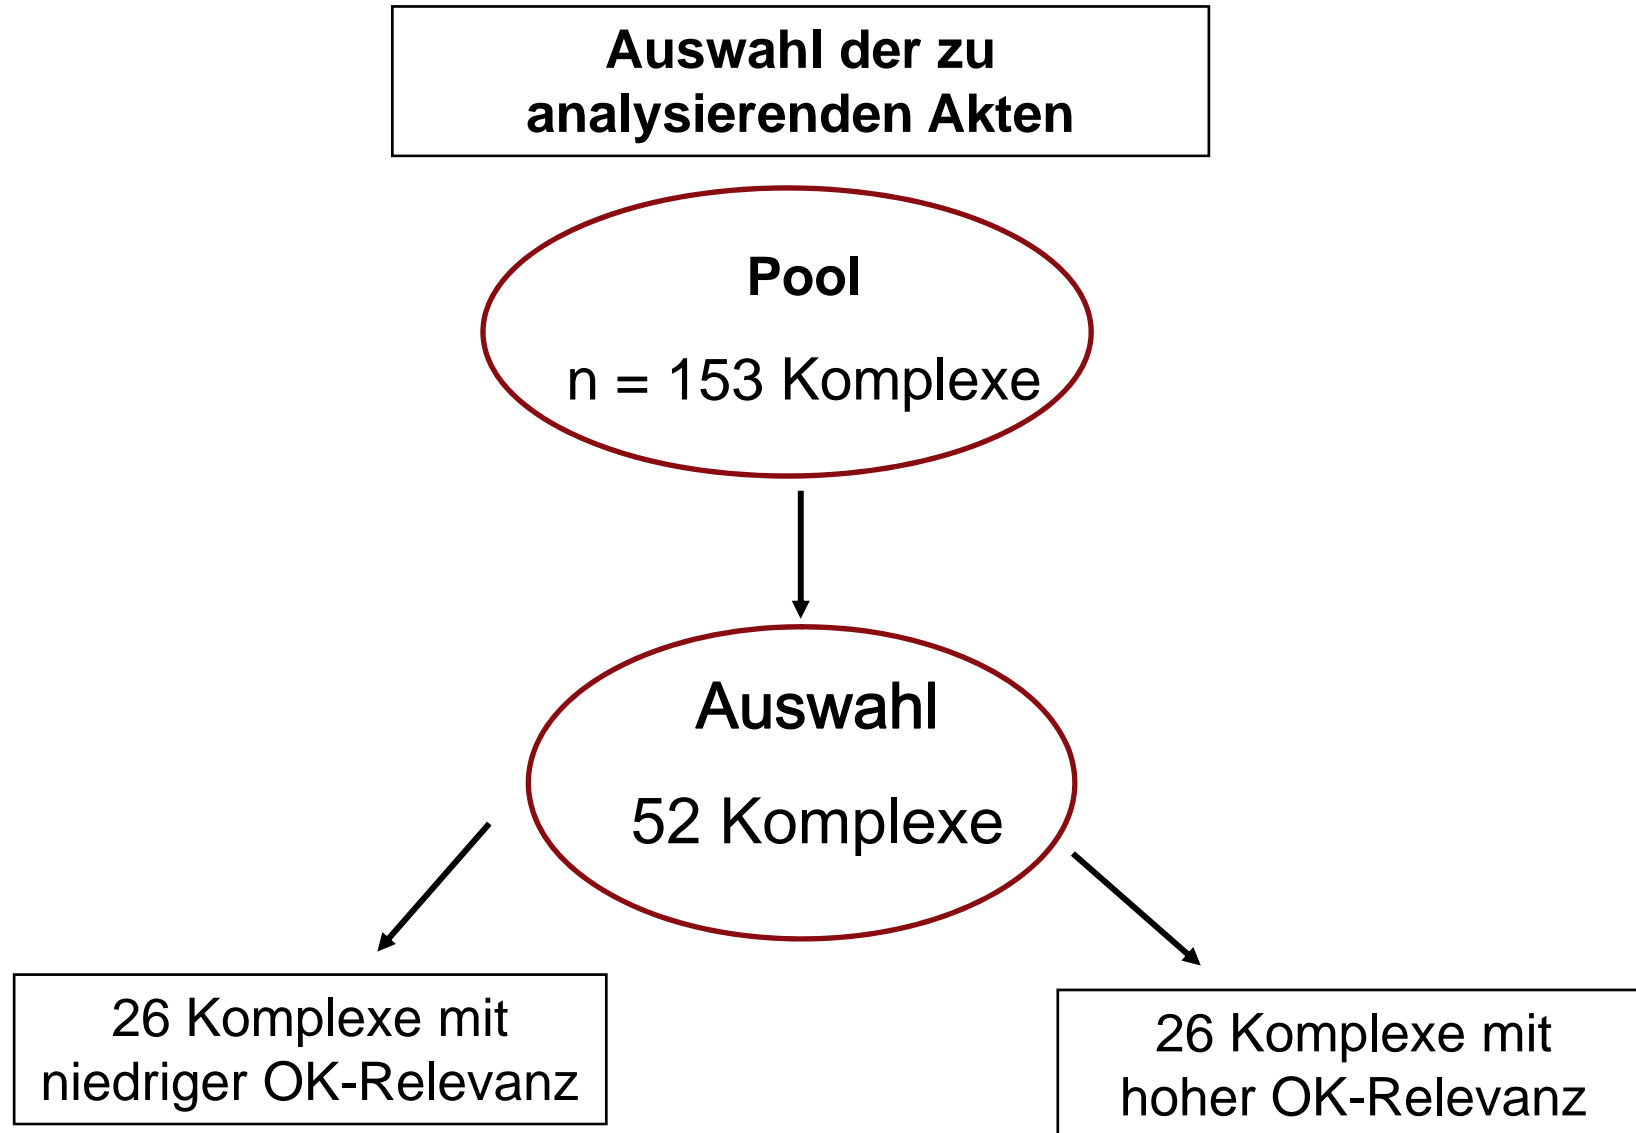 Auswahl der zu
analysierenden Akten
Pool
n = 153 Komplexe
Auswahl
52 Komplexe
26 Komplexe mit
niedriger OK-Relevanz
26 Komplexe mit
hoher OK-Relevanz